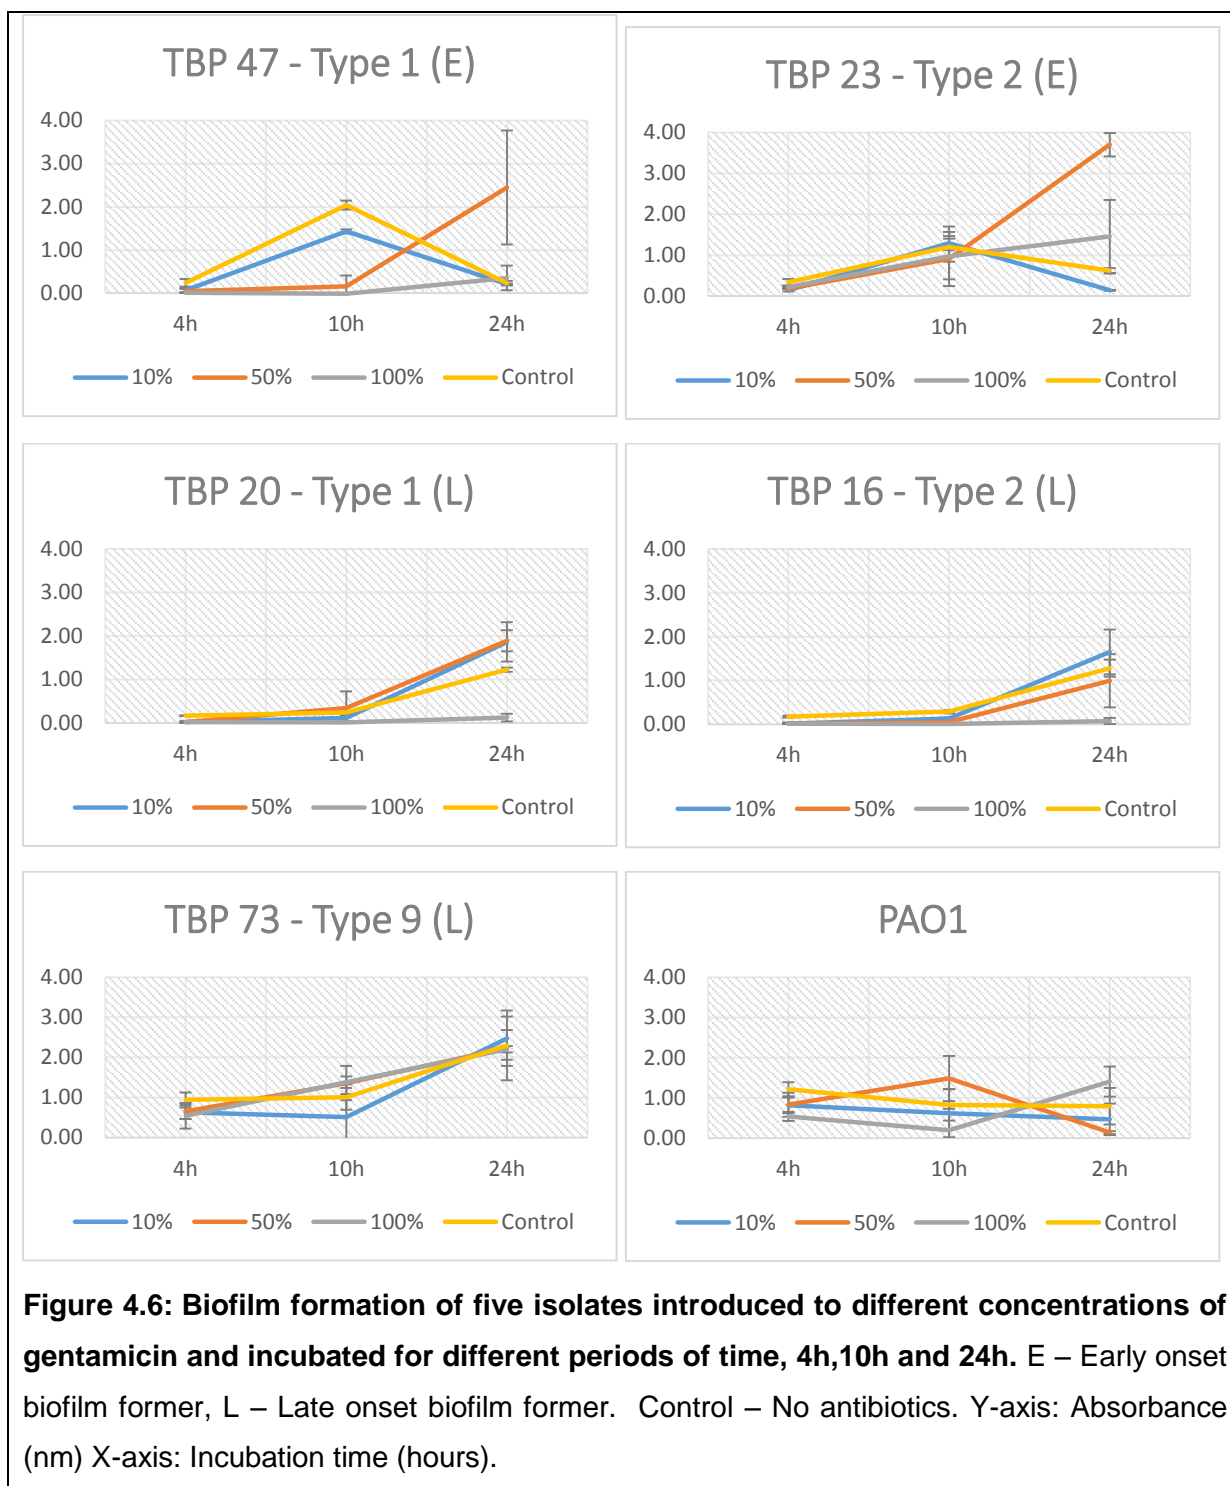 TBP 47 - Type 1 (E)
4.00
3.00
2.00
1.00
0.00
4h 10h 24h
10% 50% 100% Control
TBP 23 - Type 2 (E)
4.00
3.00
2.00
1.00
0.00
4h 10h 24h
10% 50% 100% Control
TBP 20 - Type 1 (L)
4.00
3.00
2.00
1.00
0.00
4h 10h 24h
10% 50% 100% Control
TBP 16 - Type 2 (L)
4.00
3.00
2.00
1.00
0.00
4h 10h 24h
10% 50% 100% Control
TBP 73 - Type 9 (L)
4.00
3.00
2.00
1.00
0.00
4h 10h 24h
10% 50% 100% Control
PAO1
4.00
3.00
2.00
1.00
0.00
4h 10h 24h
10% 50% 100% Control
Figure 4.6: Biofilm formation of five isolates introduced to different concentrations of
gentamicin and incubated for different periods of time, 4h,10h and 24h. E – Early onset
biofilm former, L – Late onset biofilm former. Control – No antibiotics. Y-axis: Absorbance
(nm) X-axis: Incubation time (hours).